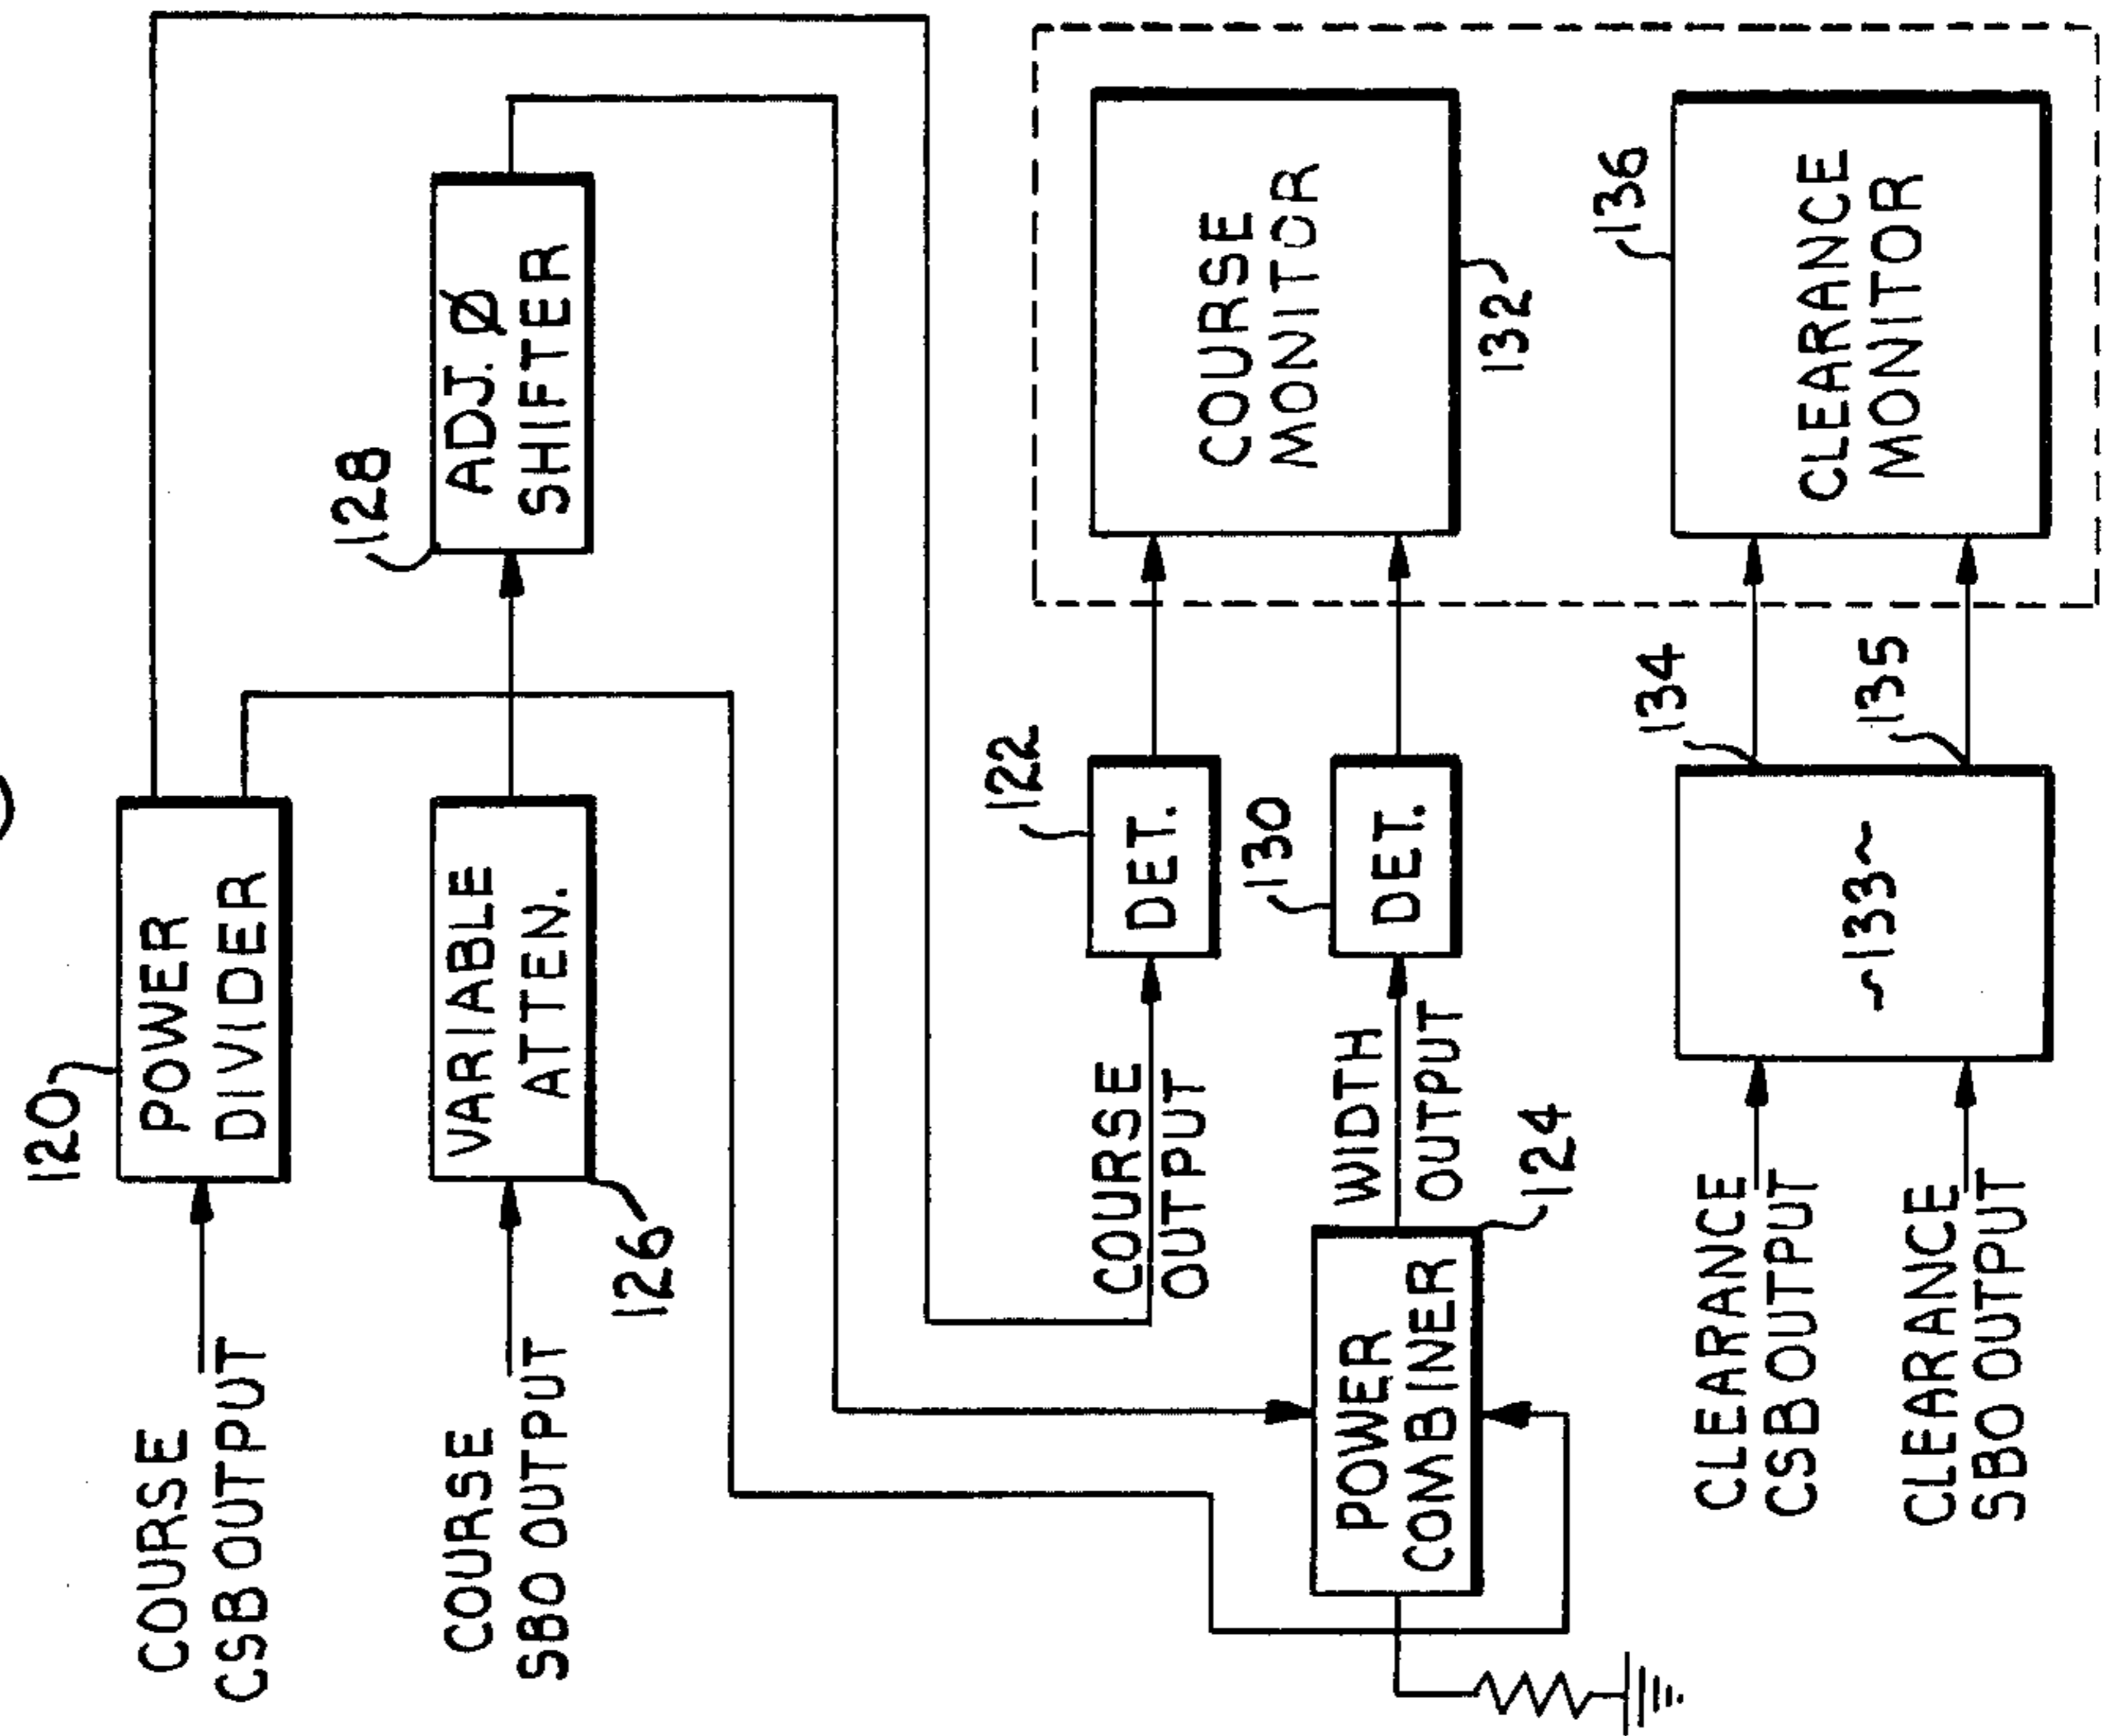 120
POWER
DIVIDER
COURSE
CSB OUTPUT
128
ADJ. Ø
SHIFTER
VARIABLE
ATTEN.
126
COURSE
SBO OUTPUT
122
DET.
COURSE
OUTPUT
COURSE
MONITOR
132
130
DET.
WIDTH
OUTPUT
124
POWER
COMBINER
134
135
136
CLEARANCE
MONITOR
~133~
CLEARANCE
CSB OUTPUT
CLEARANCE
SBO OUTPUT